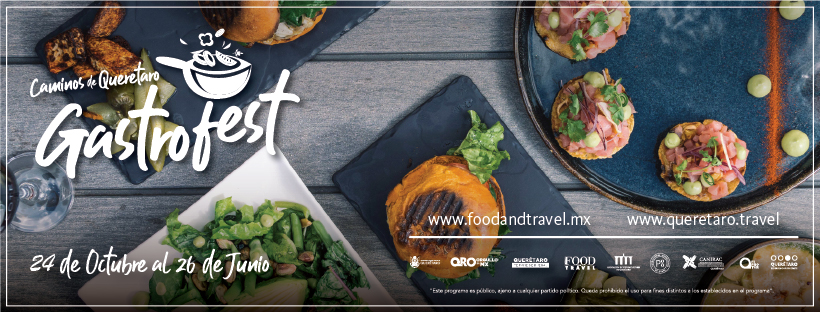 Caminos de Querétaro
Gastrofest
24 de Octubre al 26 de Junio
www.foodandtravel.mx
www.queretaro.travel
QRO
QUERÉTARO
FOOD
TRAVEL
CANIRAC
QUERÉTARO
"Este programa es público, ajeno a cualquier partido político. Queda prohibido el uso para fines distintos a los establecidos en el programa".